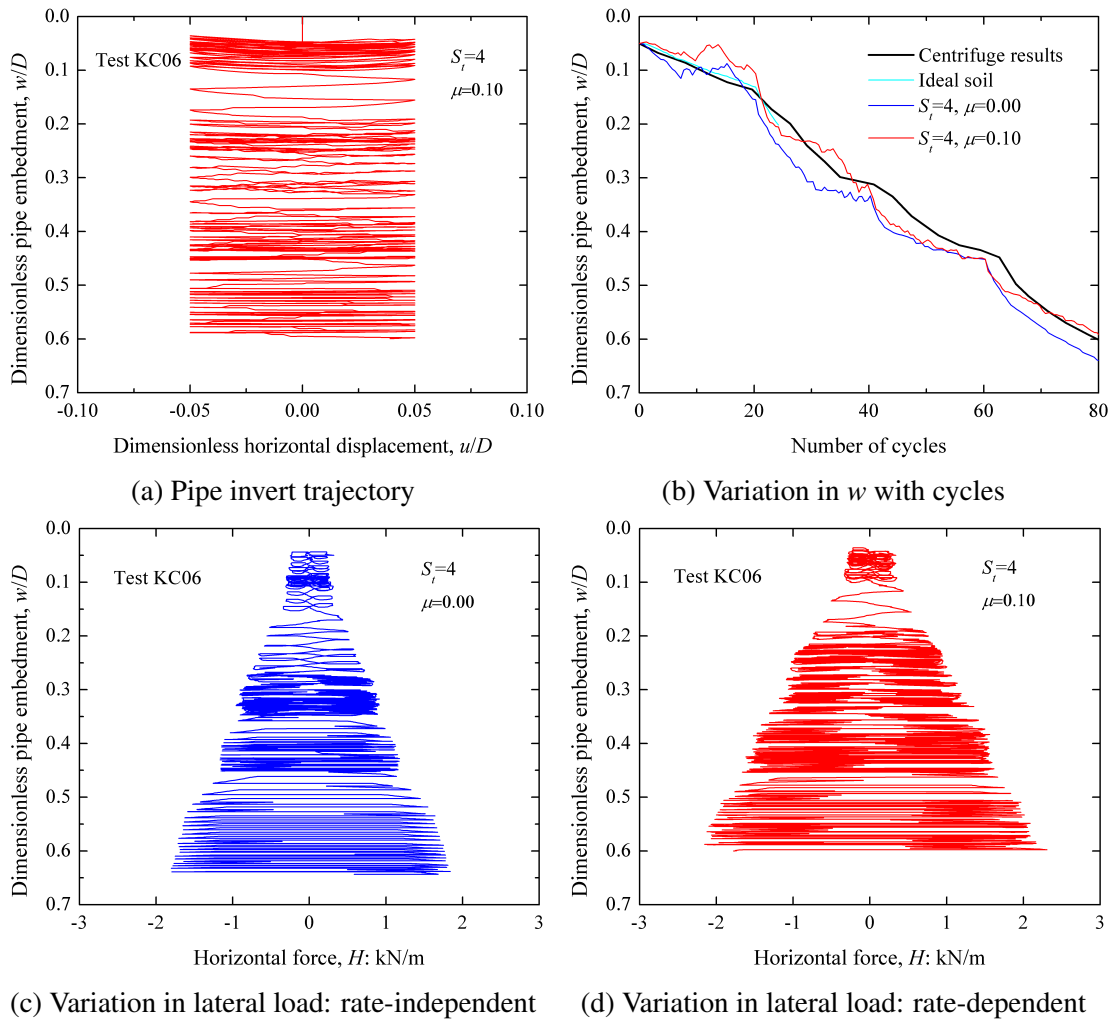 0.0
0.1
0.2
0.3
0.4
0.5
0.6
0.7
-0.10
-0.05
0.00
0.05
0.10
Dimensionless pipe embedment, w/D
Dimensionless horizontal displacement, u/D
Test KC06
S_t=4
μ=0.10
(a) Pipe invert trajectory
0.0
0.1
0.2
0.3
0.4
0.5
0.6
0.7
0
20
40
60
80
Dimensionless pipe embedment, w/D
Number of cycles
Centrifuge results
Ideal soil
S_t=4, μ=0.00
S_t=4, μ=0.10
(b) Variation in w with cycles
0.0
0.1
0.2
0.3
0.4
0.5
0.6
0.7
-3
-2
-1
0
1
2
3
Dimensionless pipe embedment, w/D
Horizontal force, H: kN/m
Test KC06
S_t=4
μ=0.00
(c) Variation in lateral load: rate-independent
0.0
0.1
0.2
0.3
0.4
0.5
0.6
0.7
-3
-2
-1
0
1
2
3
Dimensionless pipe embedment, w/D
Horizontal force, H: kN/m
Test KC06
S_t=4
μ=0.10
(d) Variation in lateral load: rate-dependent